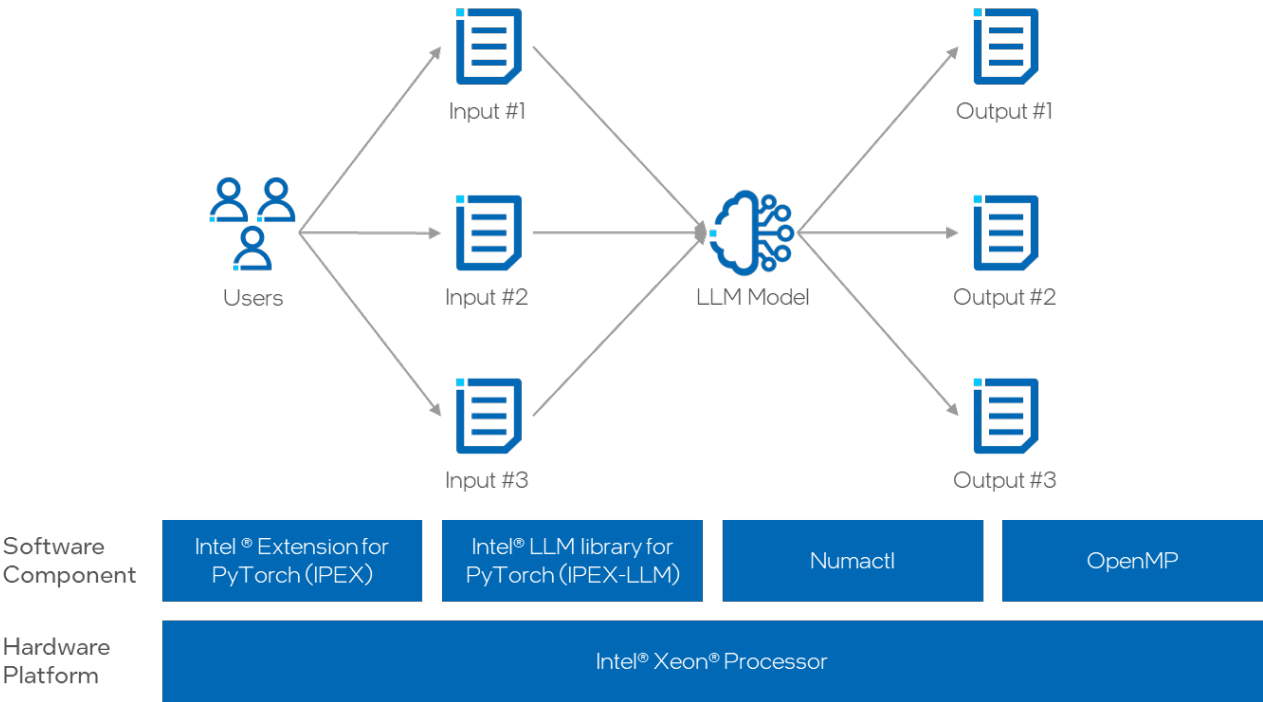 Input #1
Output #1
Users
Input #2
LLM Model
Output #2
Input #3
Output #3
Software
Component
Intel ® Extension for
PyTorch (IPEX)
Intel® LLM library for
PyTorch (IPEX-LLM)
Numactl
OpenMP
Hardware
Platform
Intel® Xeon® Processor